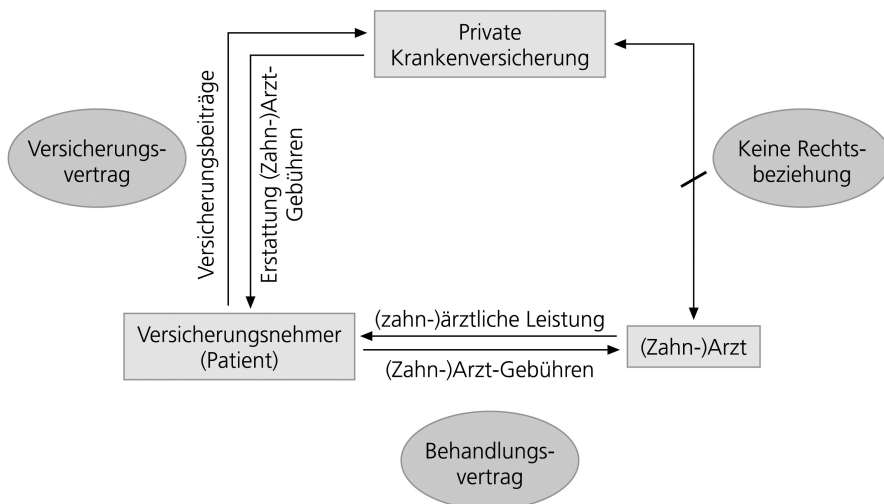 Private
Krankenversicherung
Versicherungsbeiträge
Erstattung (Zahn-)Arzt-
Gebühren
Versicherungs-
vertrag
Keine Rechts-
beziehung
Versicherungsnehmer
(Patient)
(zahn-)ärztliche Leistung
(Zahn-)Arzt-Gebühren
(Zahn-)Arzt
Behandlungs-
vertrag